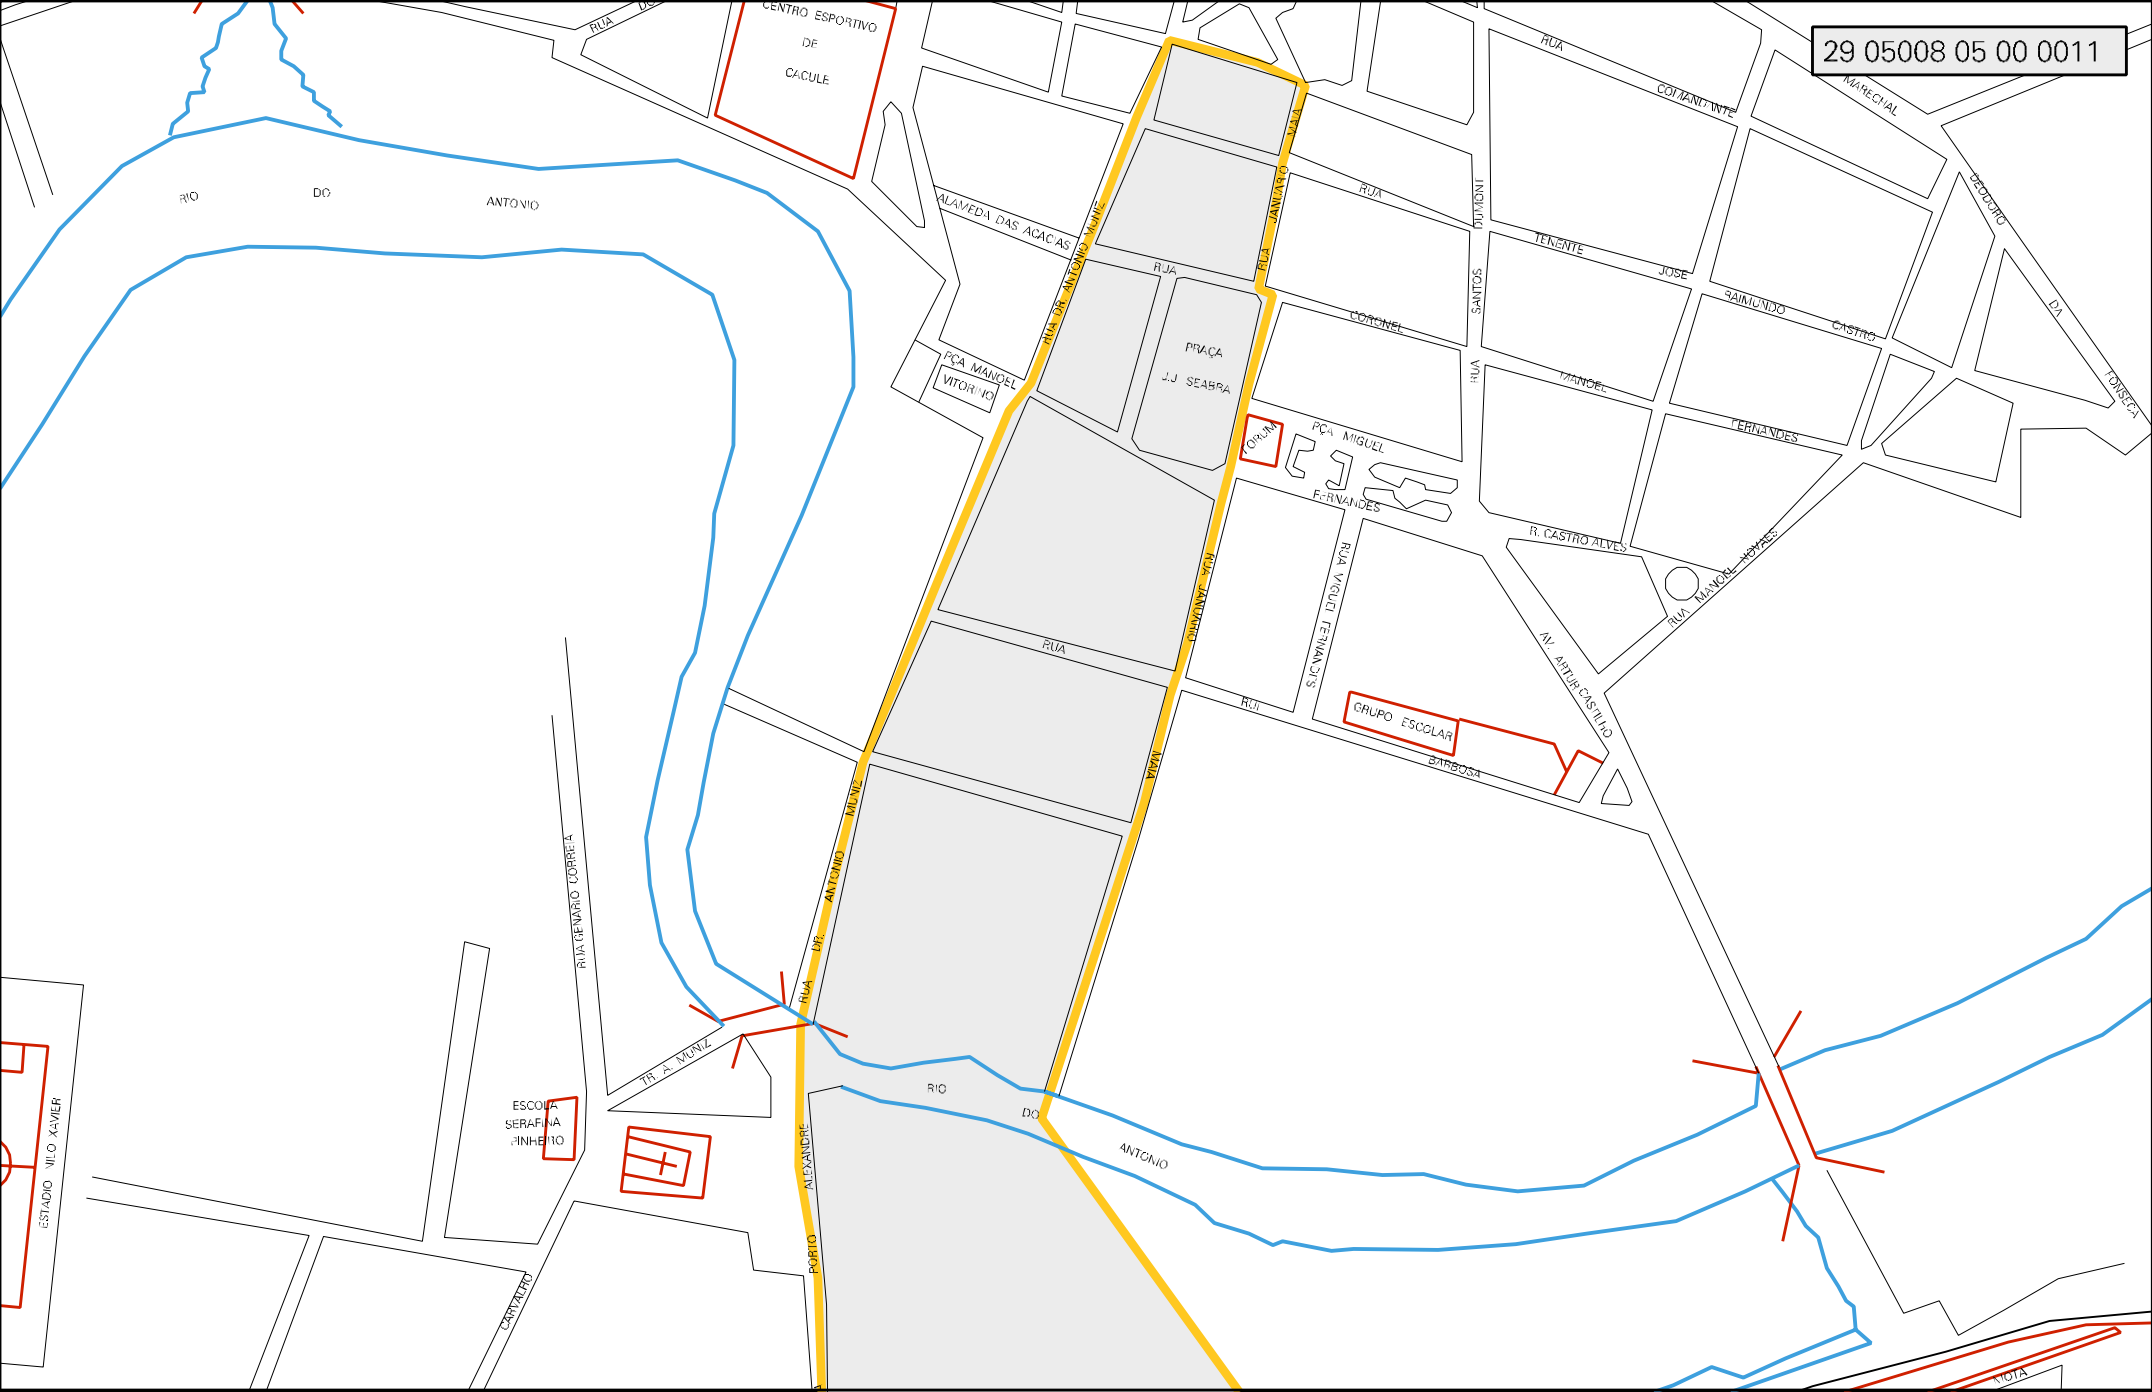 RUA DO
CENTRO ESPORTIVO
DE
CACULE
29 05008 05 00 0011
RUA
COMANDANTE
MARECHAL
DEODORO
DA
FONSECA
RIO DO ANTONIO
ALAMEDA DAS ACACIAS
RUA DR. ANTONIO MUNIZ
RUA JANUARIO MAIA
RUA
RUA
TENENTE JOSE
RAIMUNDO CASTRO
RUA SANTOS DUMONT
CORONEL
MANOEL
FERNANDES
PRAÇA
J.J SEABRA
PÇA MANOEL
VITORINO
FORUM
PÇA MIGUEL
FERNANDES
R. CASTRO ALVES
RUA MANOEL NOVAES
RUA MIGUEL FERNANDES
AV. ARTUR CASTILHO
RUA JANUARIO MAIA
RUA
RUI
BARBOSA
GRUPO ESCOLAR
RUA DR. ANTONIO MUNIZ
RUA GENARIO CORREIA
TR. A. MUNIZ
ESCOLA
SERAFINA
PINHEIRO
ESTADIO NILO XAVIER
RIO DO ANTONIO
ALEXANDRE
PORTO
CARVALHO